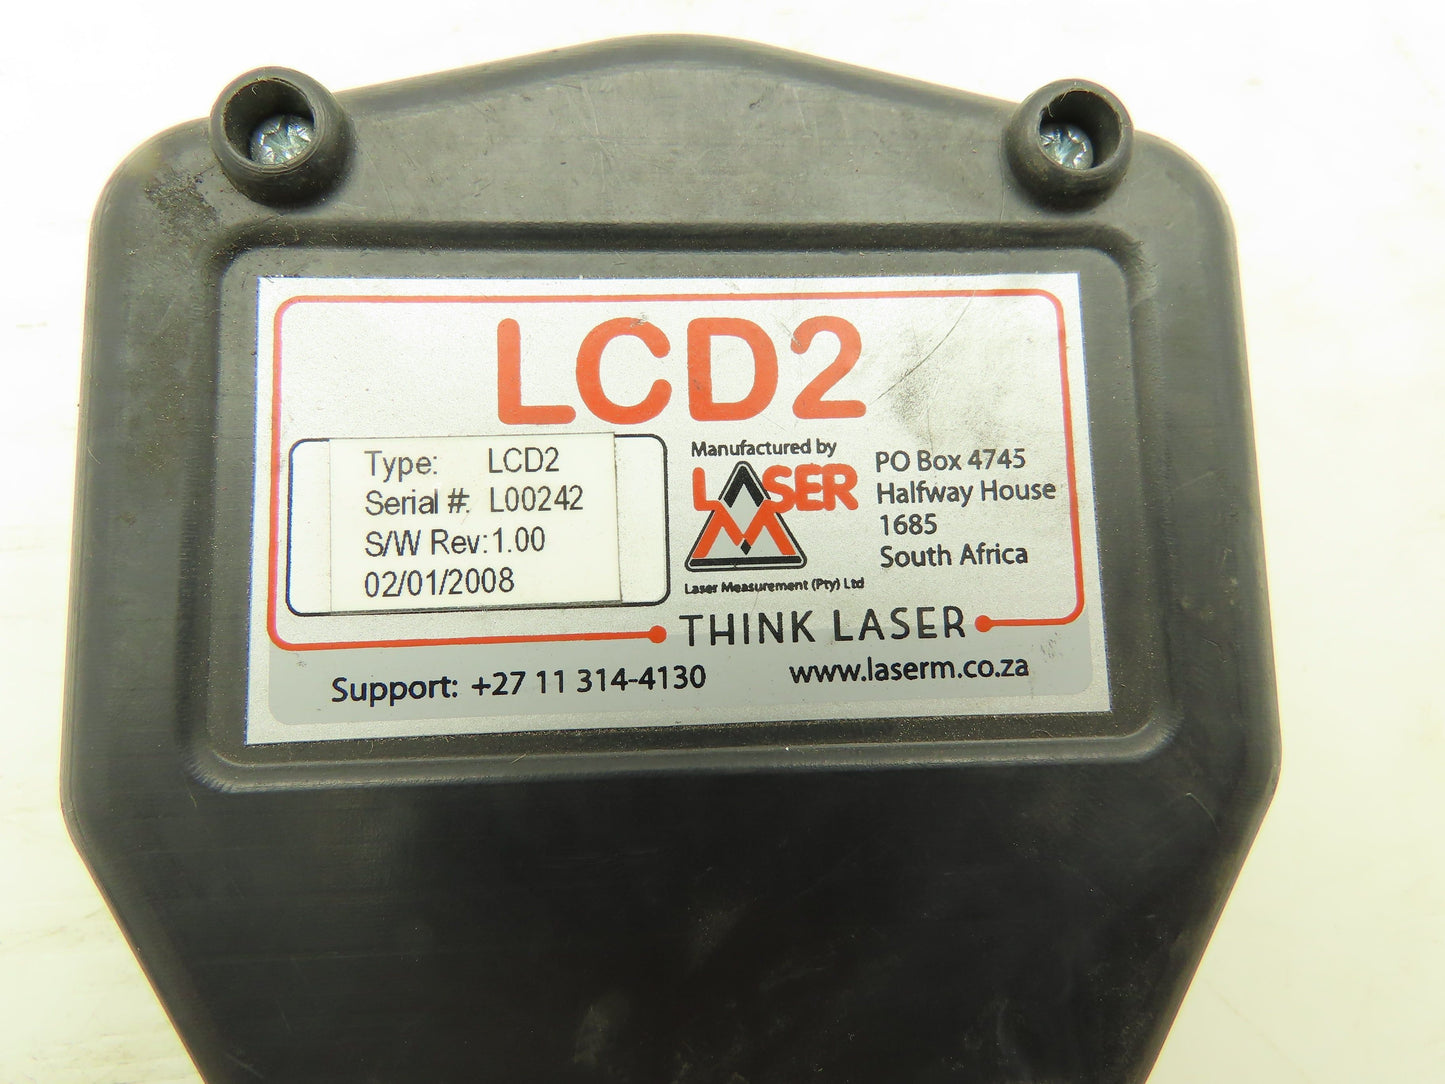 LCD2
Type: LCD2
Serial #: L00242
S/W Rev:1.00
02/01/2008
Manufactured by
LASER
M
Laser Measurement (Pty) Ltd
PO Box 4745
Halfway House
1685
South Africa
THINK LASER
Support: +27 11 314-4130
www.laserm.co.za